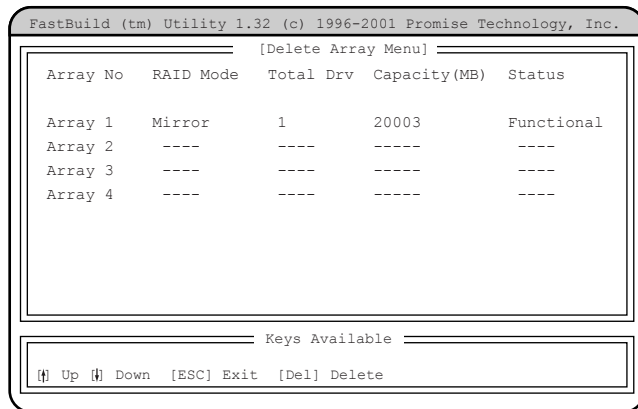 FastBuild (tm) Utility 1.32 (c) 1996-2001 Promise Technology, Inc.
[Delete Array Menu]
Array No RAID Mode Total Drv Capacity(MB) Status
Array 1 Mirror 1 20003 Functional
Array 2 ---- ---- ----- ----
Array 3 ---- ---- ----- ----
Array 4 ---- ---- ----- ----
Keys Available
[↑] Up [↓] Down [ESC] Exit [Del] Delete